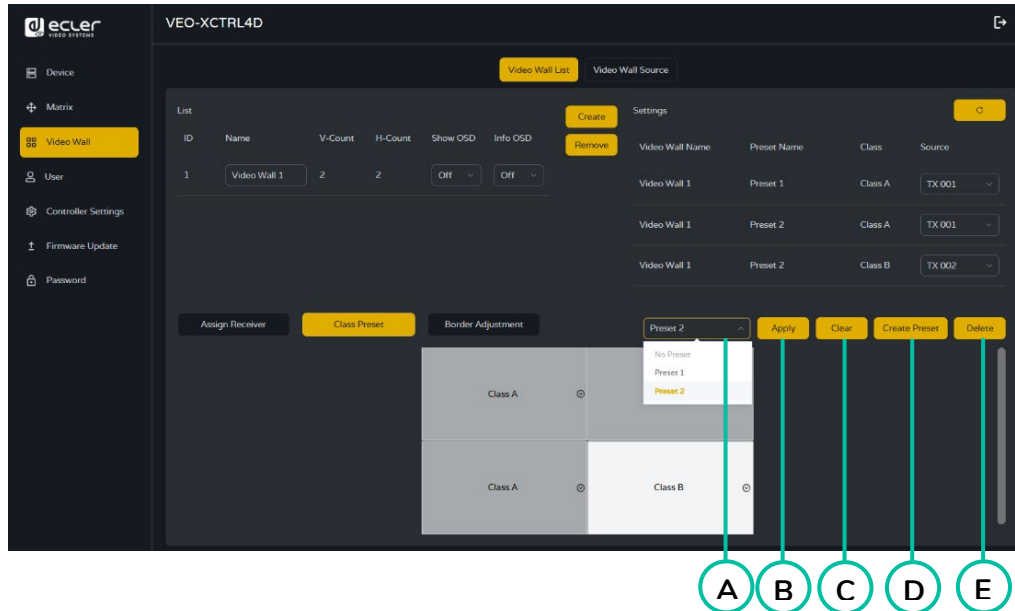 ecler
VIDEO SYSTEMS
VEO-XCTRL4D
Device
Matrix
Video Wall
User
Controller Settings
Firmware Update
Password
Video Wall List
Video Wall Source
List
Create
Remove
ID Name V-Count H-Count Show OSD Info OSD
1 Video Wall 1 2 2 Off Off
Settings
Video Wall Name Preset Name Class Source
Video Wall 1 Preset 1 Class A TX 001
Video Wall 1 Preset 2 Class A TX 001
Video Wall 1 Preset 2 Class B TX 002
Assign Receiver Class Preset Border Adjustment
Preset 2 Apply Clear Create Preset Delete
No Preset
Preset 1
Preset 2
Class A
Class A Class B
A B C D E